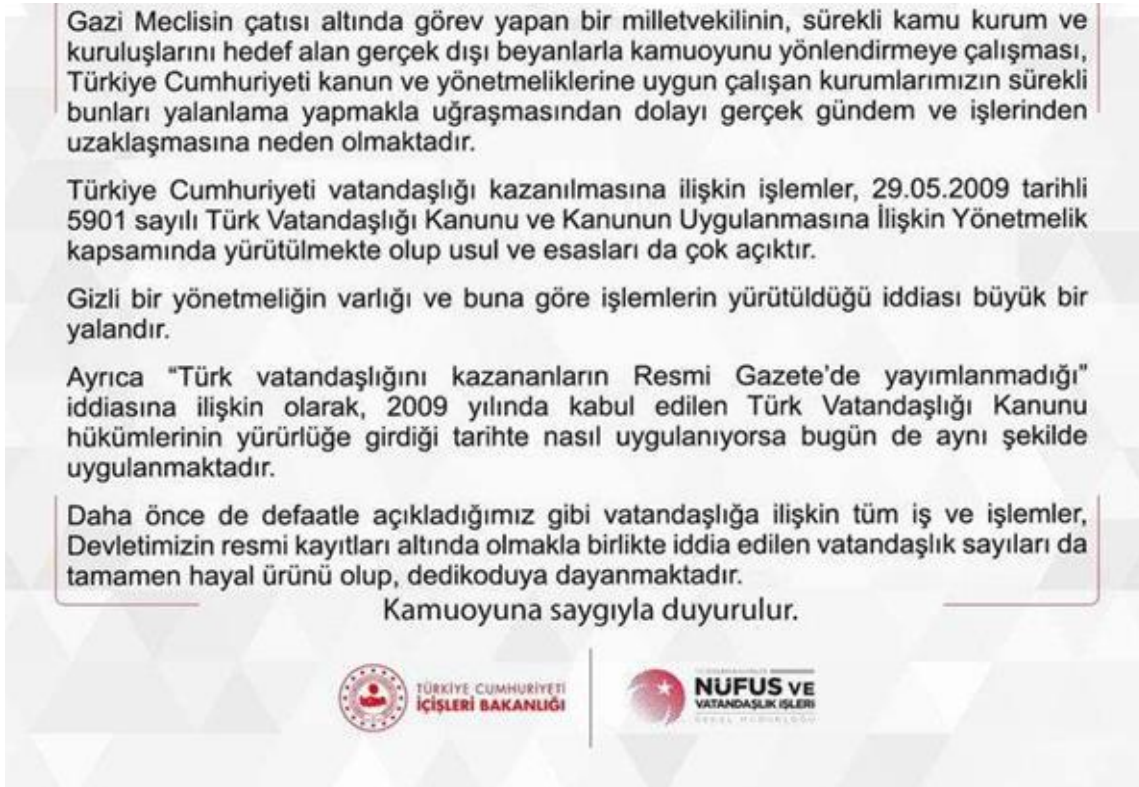 Gazi Meclisin çatısı altında görev yapan bir milletvekilinin, sürekli kamu kurum ve
kuruluşlarını hedef alan gerçek dışı beyanlarla kamuoyunu yönlendirmeye çalışması,
Türkiye Cumhuriyeti kanun ve yönetmeliklerine uygun çalışan kurumlarımızın sürekli
bunları yalanlama yapmakla uğraşmasından dolayı gerçek gündem ve işlerinden
uzaklaşmasına neden olmaktadır.
Türkiye Cumhuriyeti vatandaşlığı kazanılmasına ilişkin işlemler, 29.05.2009 tarihli
5901 sayılı Türk Vatandaşlığı Kanunu ve Kanunun Uygulanmasına İlişkin Yönetmelik
kapsamında yürütülmekte olup usul ve esasları da çok açıktır.
Gizli bir yönetmeliğin varlığı ve buna göre işlemlerin yürütüldüğü iddiası büyük bir
yalandır.
Ayrıca “Türk vatandaşlığını kazananların Resmi Gazete’de yayımlanmadığı”
iddiasına ilişkin olarak, 2009 yılında kabul edilen Türk Vatandaşlığı Kanunu
hükümlerinin yürürlüğe girdiği tarihte nasıl uygulanıyorsa bugün de aynı şekilde
uygulanmaktadır.
Daha önce de defaatle açıkladığımız gibi vatandaşlığa ilişkin tüm iş ve işlemler,
Devletimizin resmi kayıtları altında olmakla birlikte iddia edilen vatandaşlık sayıları da
tamamen hayal ürünü olup, dedikoduya dayanmaktadır.
Kamuoyuna saygıyla duyurulur.
TÜRKİYE CUMHURİYETİ
İÇİŞLERİ BAKANLIĞI
NÜFUS VE
VATANDAŞLIK İŞLERİ
GENEL MÜDÜRLÜĞÜ